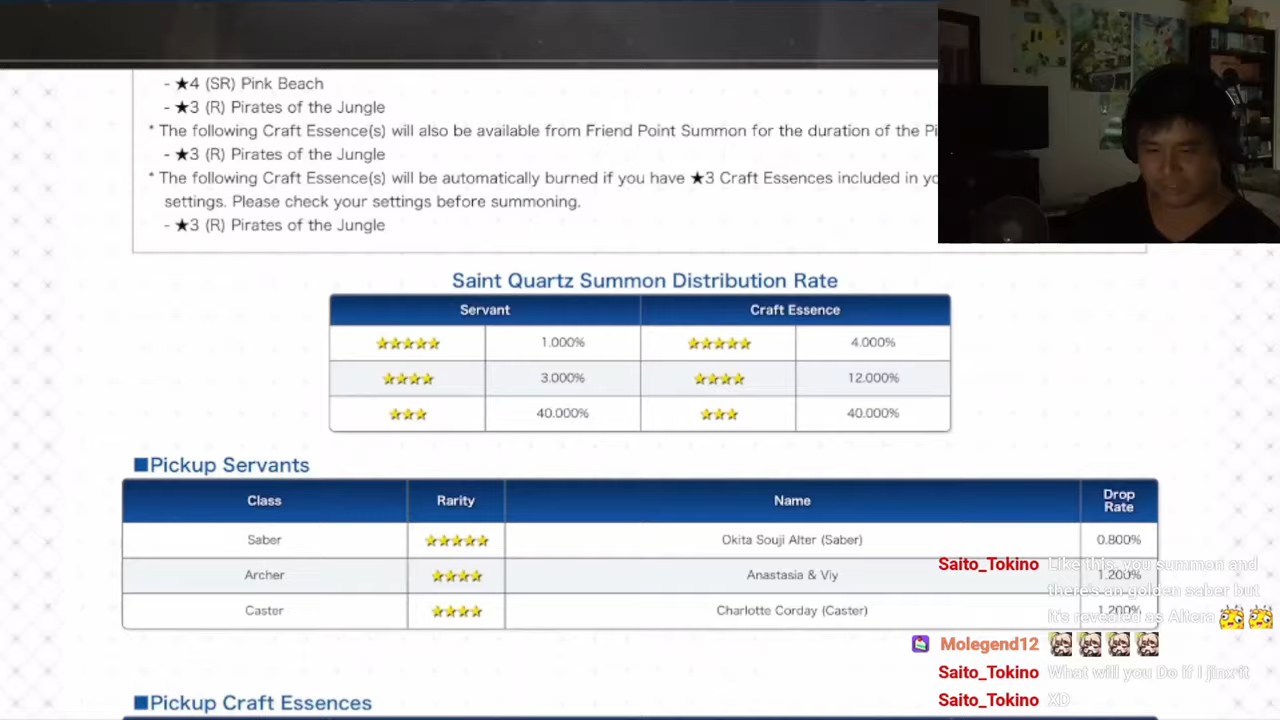 - ★4 (SR) Pink Beach
- ★3 (R) Pirates of the Jungle
* The following Craft Essence(s) will also be available from Friend Point Summon for the duration of the Pi
- ★3 (R) Pirates of the Jungle
* The following Craft Essence(s) will be automatically burned if you have ★3 Craft Essences included in yo
settings. Please check your settings before summoning.
- ★3 (R) Pirates of the Jungle
Saint Quartz Summon Distribution Rate
Servant Craft Essence
★★★★★ 1.000% ★★★★★ 4.000%
★★★★ 3.000% ★★★★ 12.000%
★★★ 40.000% ★★★ 40.000%
■Pickup Servants
Class Rarity Name Drop Rate
Saber ★★★★★ Okita Souji Alter (Saber) 0.800%
Archer ★★★★ Anastasia & Viy 1.200%
Caster ★★★★ Charlotte Corday (Caster) 1.200%
■Pickup Craft Essences
Saito_Tokino Like this, you summon and
there's an golden saber but
it's revealed as Altera
Molegend12
Saito_Tokino What will you Do if I jinx it
Saito_Tokino XD